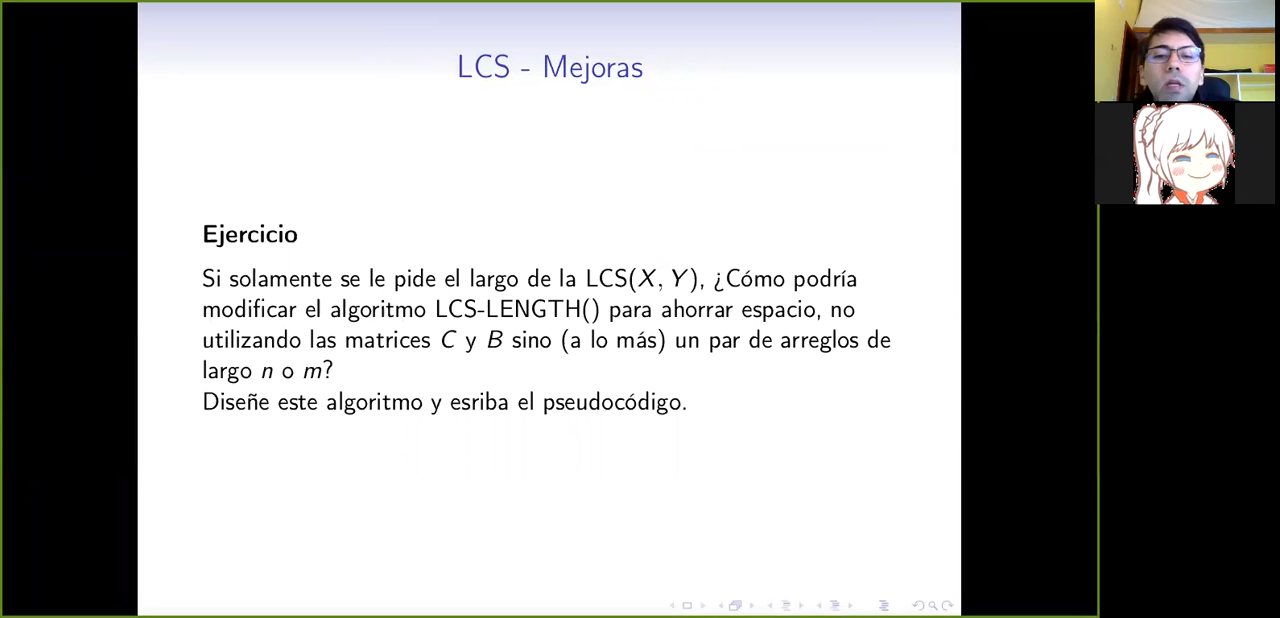 LCS - Mejoras
Ejercicio
Si solamente se le pide el largo de la LCS(X, Y), ¿Cómo podría
modificar el algoritmo LCS-LENGTH() para ahorrar espacio, no
utilizando las matrices C y B sino (a lo más) un par de arreglos de
largo n o m?
Diseñe este algoritmo y esriba el pseudocódigo.